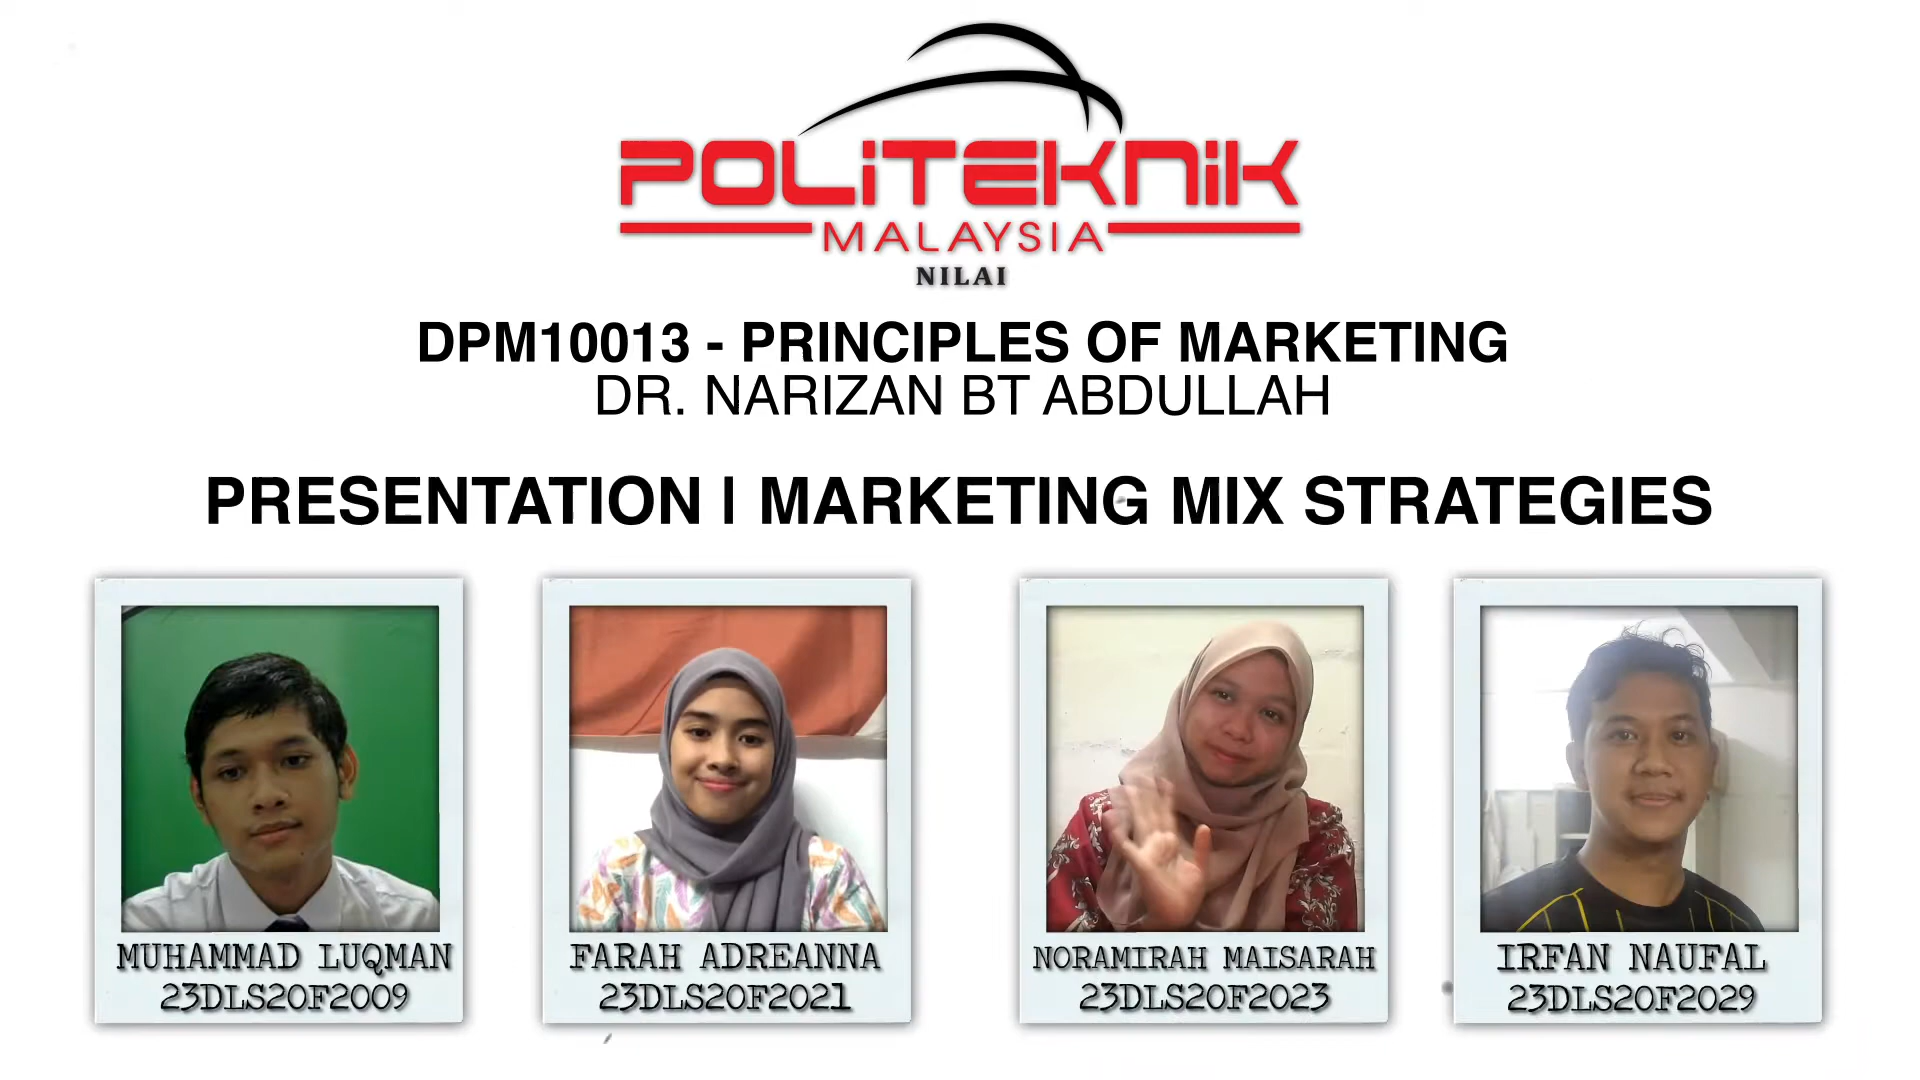 POLITEKNIK
MALAYSIA
NILAI
DPM10013 - PRINCIPLES OF MARKETING
DR. NARIZAN BT ABDULLAH
PRESENTATION | MARKETING MIX STRATEGIES
MUHAMMAD LUQMAN
23DLS20F2009
FARAH ADREANNA
23DLS20F2021
NORAMIRAH MAISARAH
23DLS20F2023
IRFAN NAUFAL
23DLS20F2029